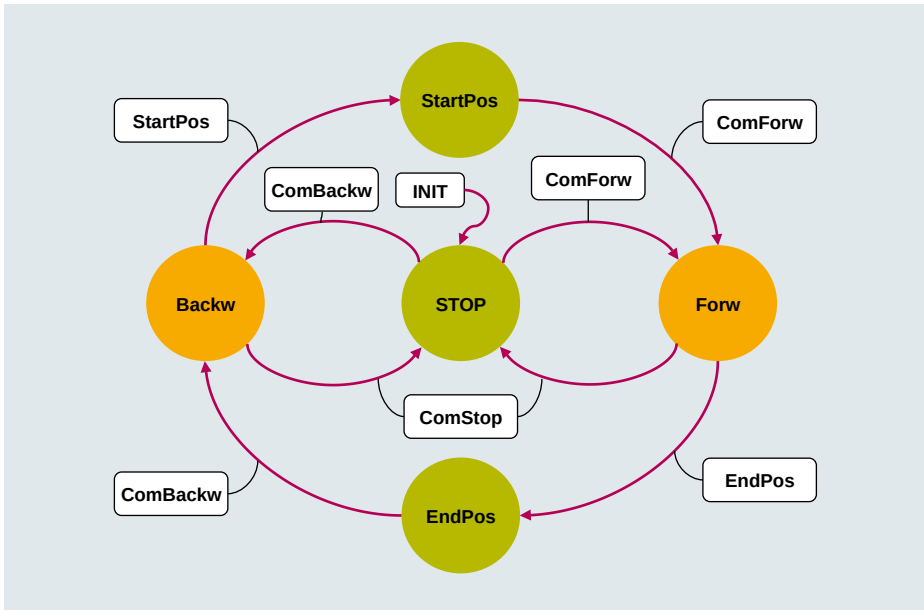 StartPos
StartPos
ComForw
ComBackw
INIT
ComForw
Backw
STOP
Forw
ComStop
ComBackw
EndPos
EndPos